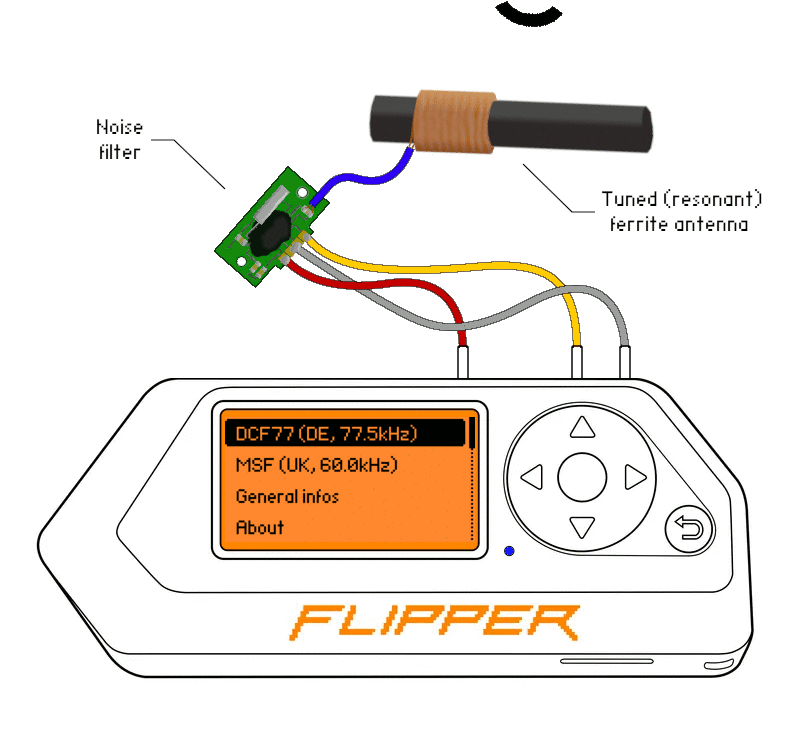 Noise
filter
Tuned (resonant)
ferrite antenna
DCF77 (DE, 77.5kHz)
MSF (UK, 60.0kHz)
General infos
About
FLIPPER